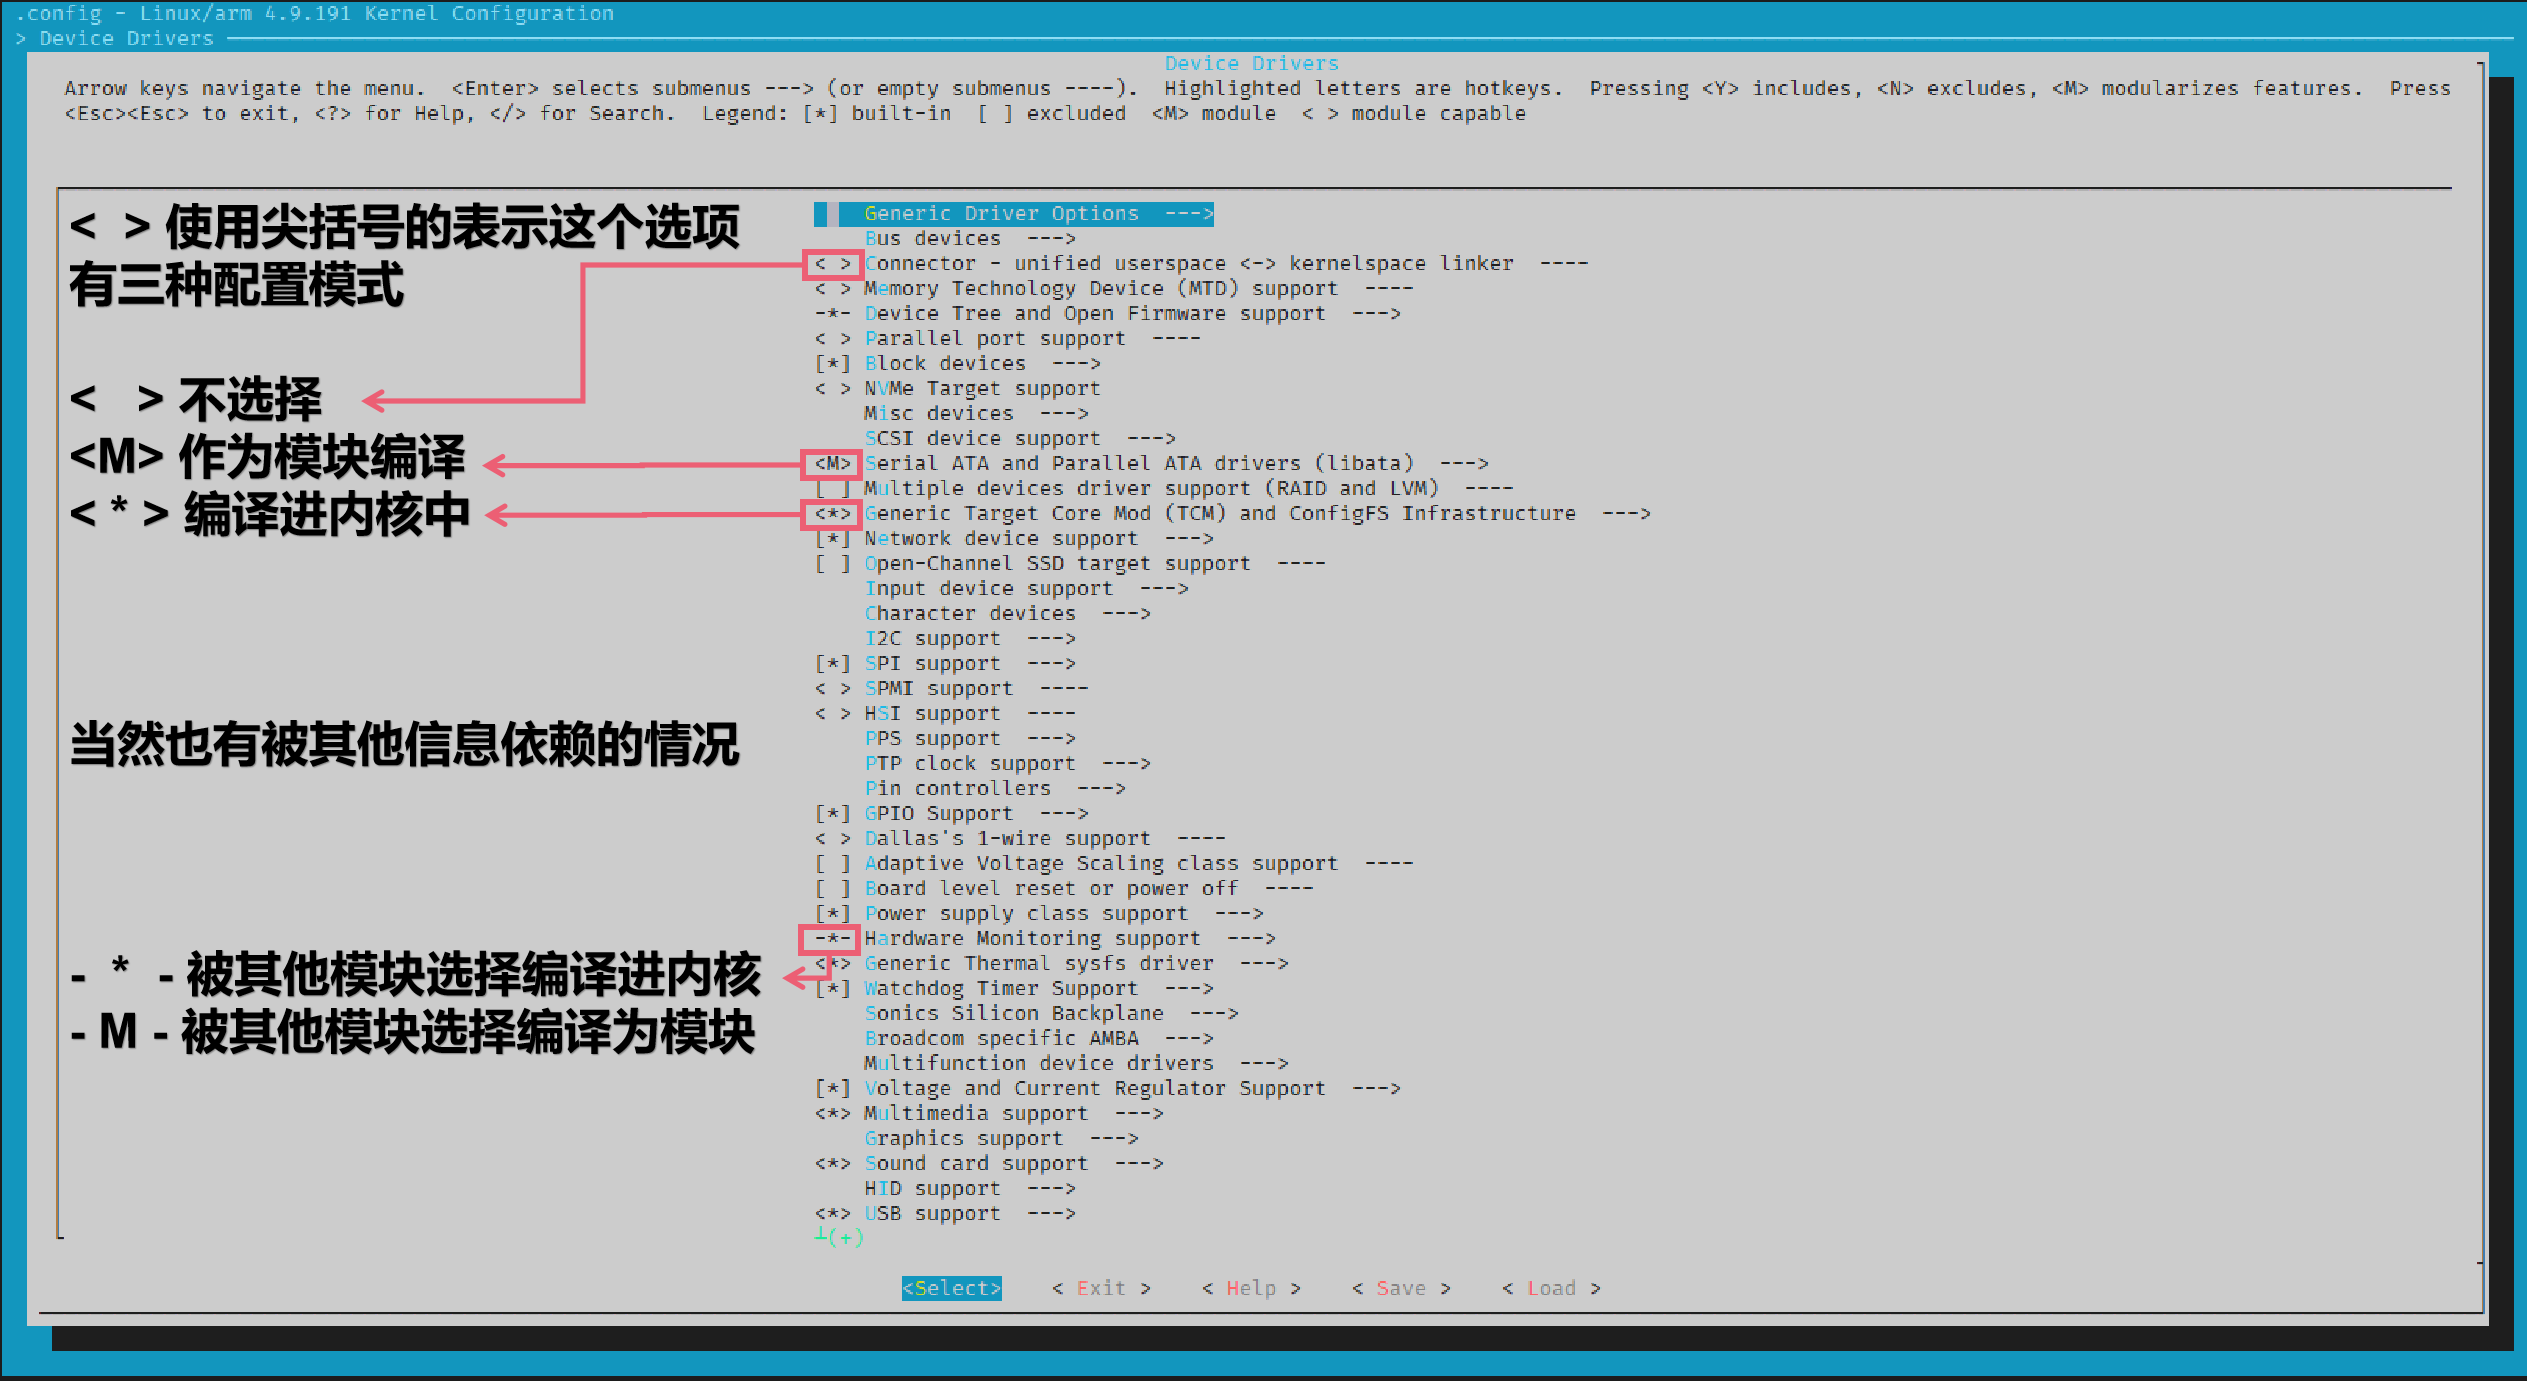 .config - Linux/arm 4.9.191 Kernel Configuration
> Device Drivers
Device Drivers
Arrow keys navigate the menu.  <Enter> selects submenus ---> (or empty submenus ----).  Highlighted letters are hotkeys.  Pressing <Y> includes, <N> excludes, <M> modularizes features.  Press
<Esc><Esc> to exit, <?> for Help, </> for Search.  Legend: [*] built-in  [ ] excluded  <M> module  < > module capable
< > 使用尖括号的表示这个选项
有三种配置模式
< > 不选择
<M> 作为模块编译
< * > 编译进内核中
当然也有被其他信息依赖的情况
- * - 被其他模块选择编译进内核
- M - 被其他模块选择编译为模块
Generic Driver Options  --->
Bus devices  --->
< > Connector - unified userspace <-> kernelspace linker  ----
< > Memory Technology Device (MTD) support  ----
-*- Device Tree and Open Firmware support  --->
< > Parallel port support  ----
[*] Block devices  --->
< > NVMe Target support
Misc devices  --->
SCSI device support  --->
<M> Serial ATA and Parallel ATA drivers (libata)  --->
[ ] Multiple devices driver support (RAID and LVM)  ----
<*> Generic Target Core Mod (TCM) and ConfigFS Infrastructure  --->
[*] Network device support  --->
[ ] Open-Channel SSD target support  ----
Input device support  --->
Character devices  --->
I2C support  --->
[*] SPI support  --->
< > SPMI support  ----
< > HSI support  ----
PPS support  --->
PTP clock support  --->
Pin controllers  --->
[*] GPIO Support  --->
< > Dallas's 1-wire support  ----
[ ] Adaptive Voltage Scaling class support  ----
[ ] Board level reset or power off  ----
[*] Power supply class support  --->
-*- Hardware Monitoring support  --->
<*> Generic Thermal sysfs driver  --->
[*] Watchdog Timer Support  --->
Sonics Silicon Backplane  --->
Broadcom specific AMBA  --->
Multifunction device drivers  --->
[*] Voltage and Current Regulator Support  --->
<*> Multimedia support  --->
Graphics support  --->
<*> Sound card support  --->
HID support  --->
<*> USB support  --->
┴(+)
<Select>    < Exit >    < Help >    < Save >    < Load >